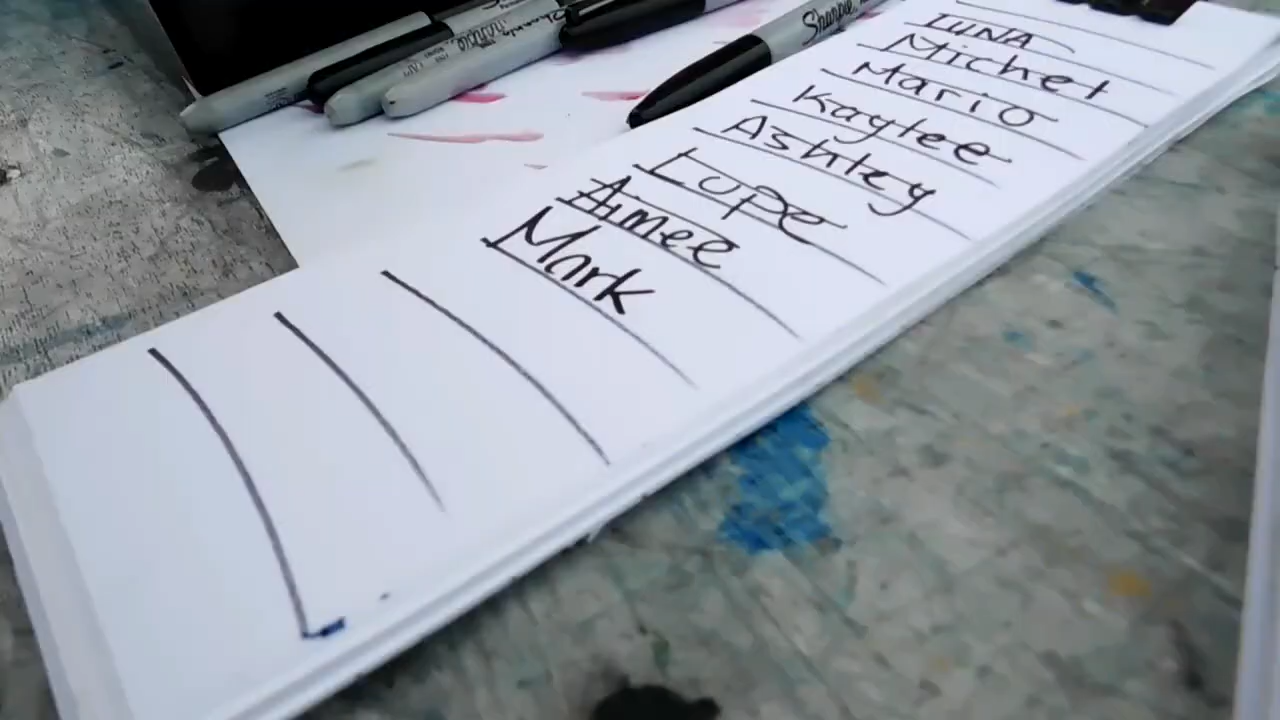 Sharpie
LUNA
Michel
Mario
Kaytee
Ashley
Lupe
Aimee
Mark